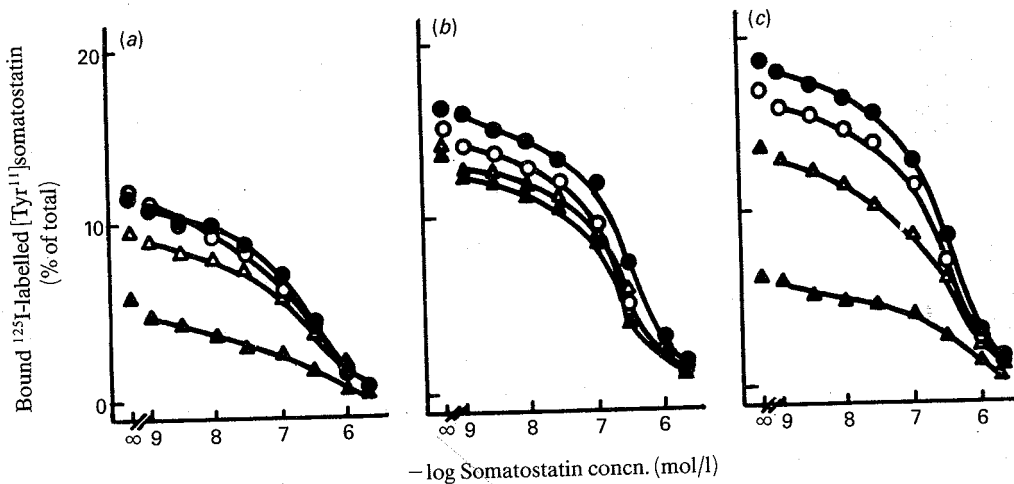 (a)
(b)
(c)
20
10
0
Bound ¹²⁵I-labelled [Tyr¹¹]somatostatin
(% of total)
∞ 9 8 7 6
∞ 9 8 7 6
∞ 9 8 7 6
−log Somatostatin concn. (mol/l)